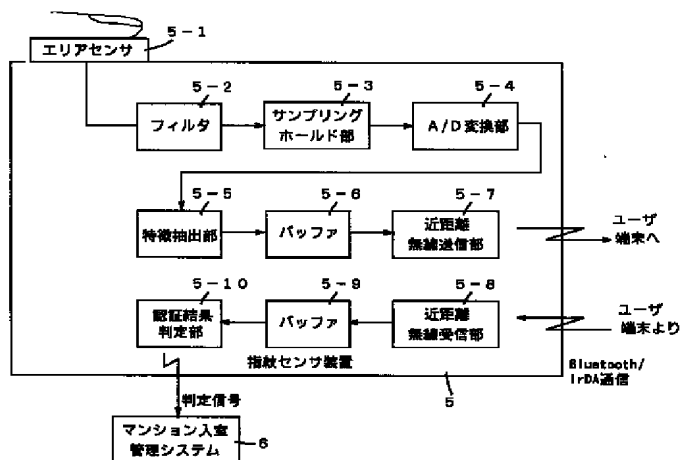 5-1
エリアセンサ
5-2
5-3
5-4
フィルタ
サンプリング
ホールド部
A/D変換部
5-5
5-6
5-7
特徴抽出部
バッファ
近距離
無線送信部
ユーザ
端末へ
5-10
5-9
5-8
認証結果
判定部
バッファ
近距離
無線受信部
ユーザ
端末より
指紋センサ装置
Bluetooth/
IrDA通信
5
判定信号
マンション入室
管理システム
6